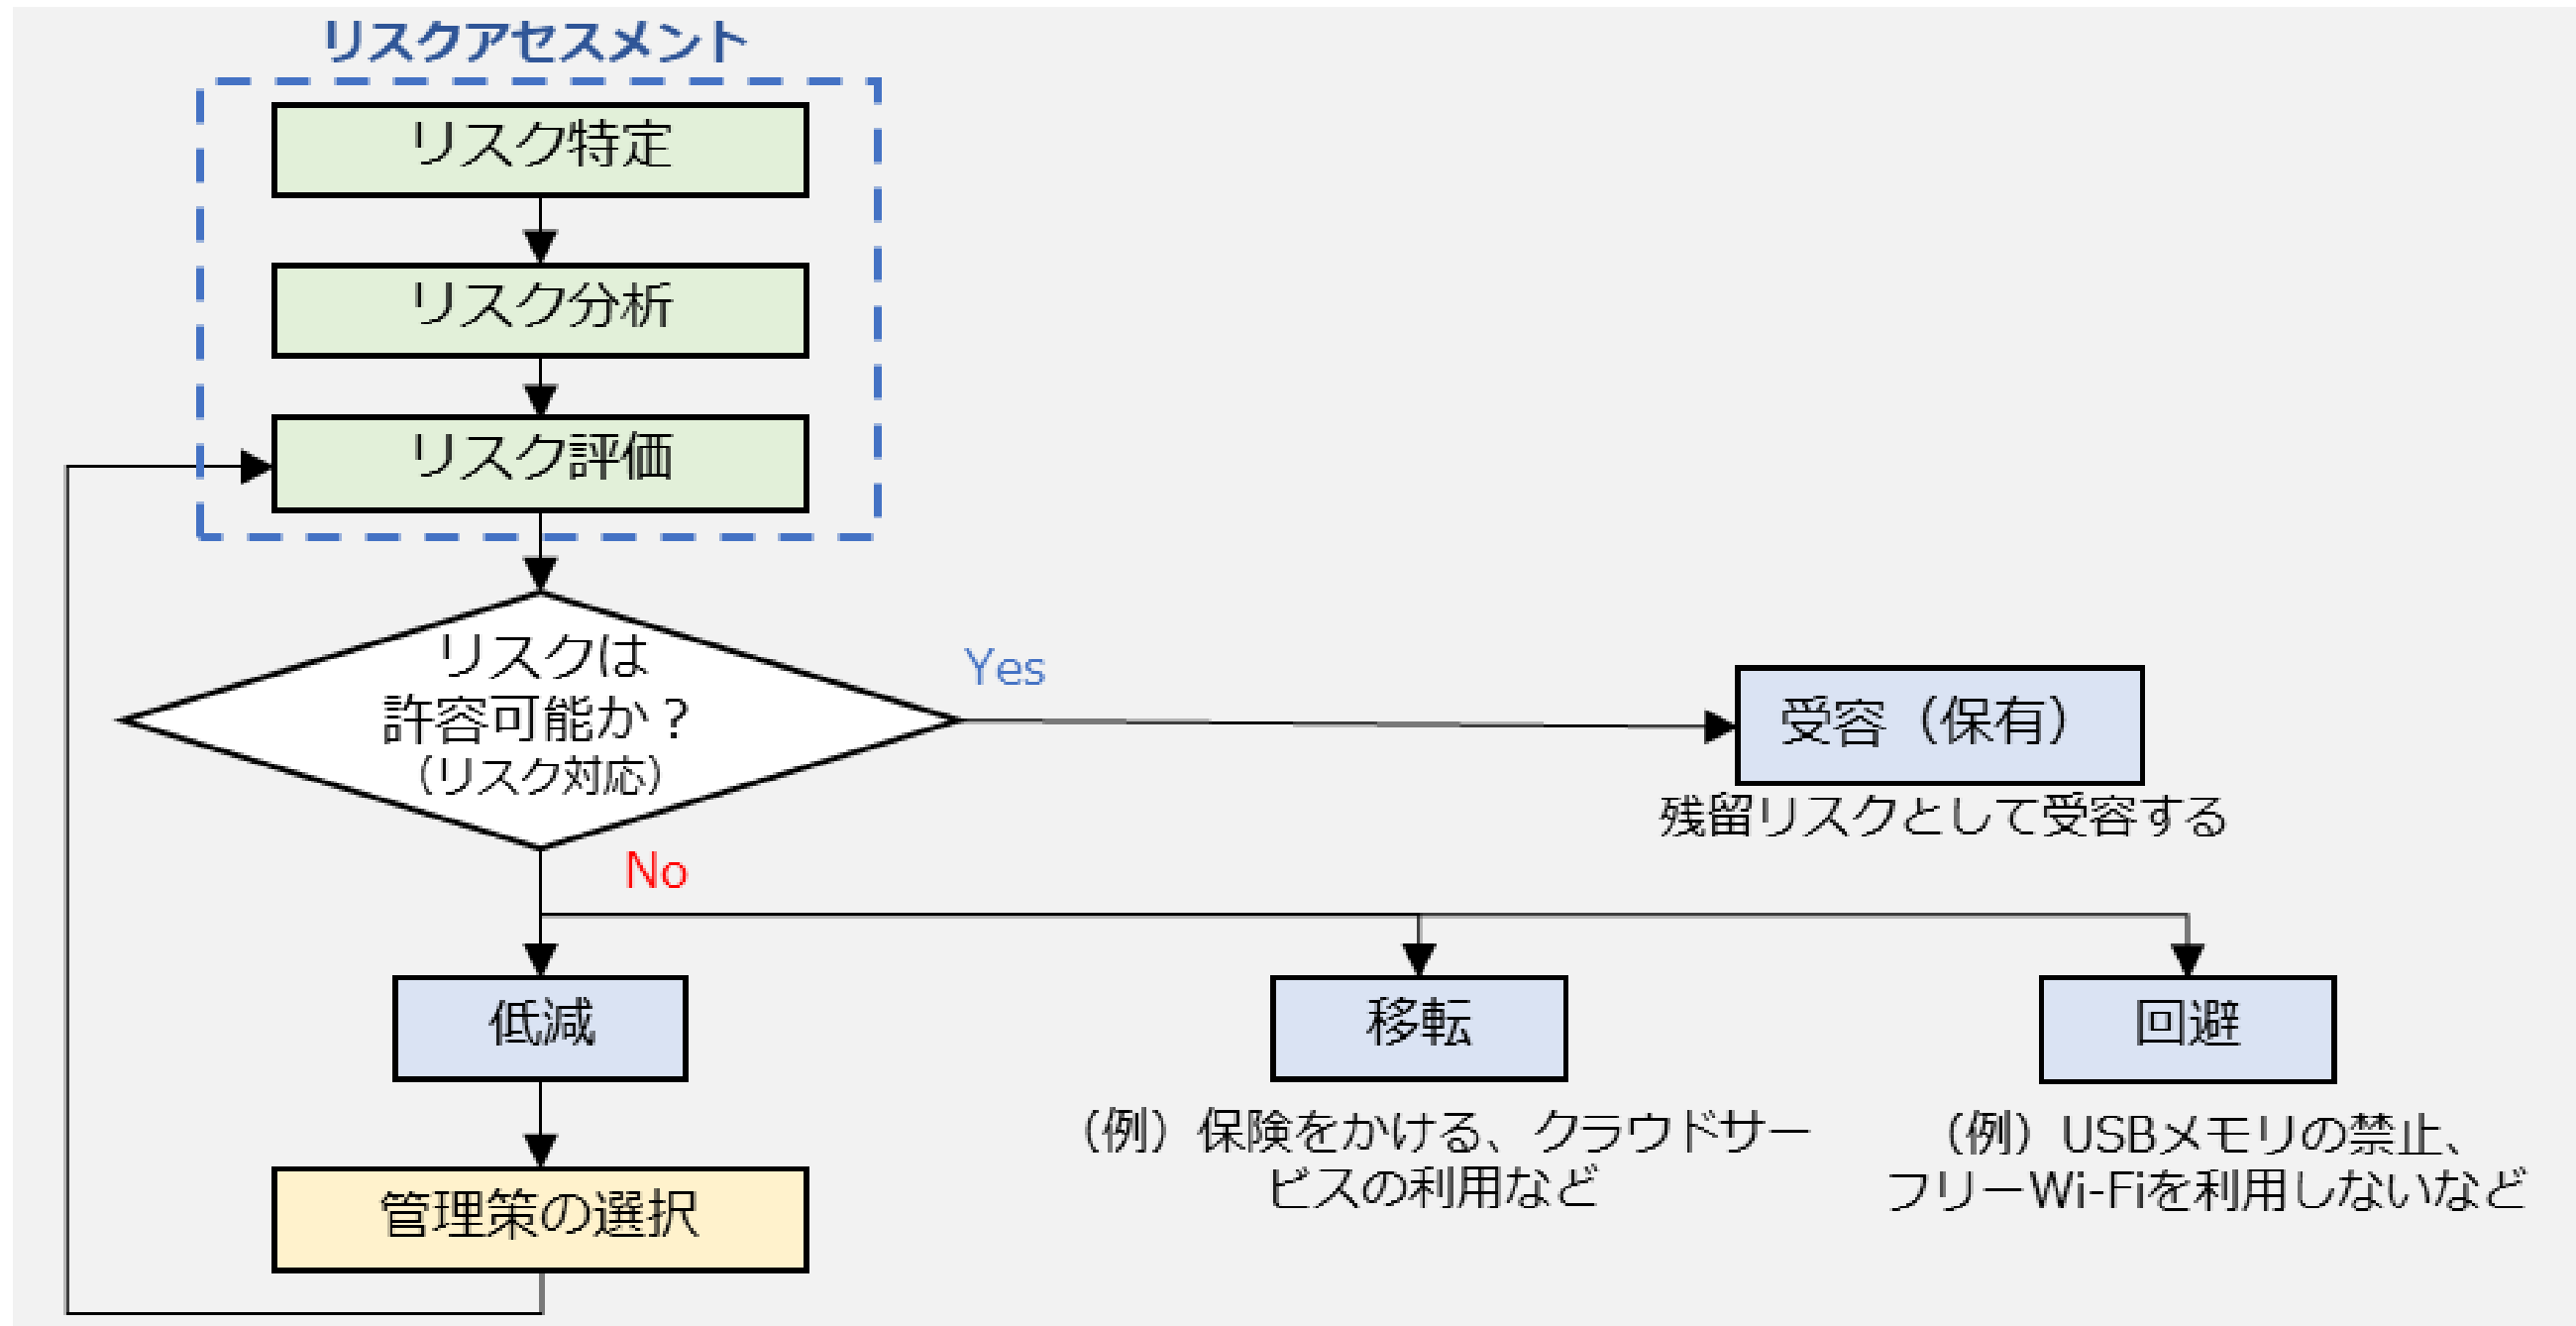 リスクアセスメント
リスク特定
リスク分析
リスク評価
リスクは
許容可能か？
（リスク対応）
Yes
受容（保有）
残留リスクとして受容する
No
低減
移転
回避
（例）保険をかける、クラウドサー
ビスの利用など
（例）USBメモリの禁止、
フリーWi-Fiを利用しないなど
管理策の選択